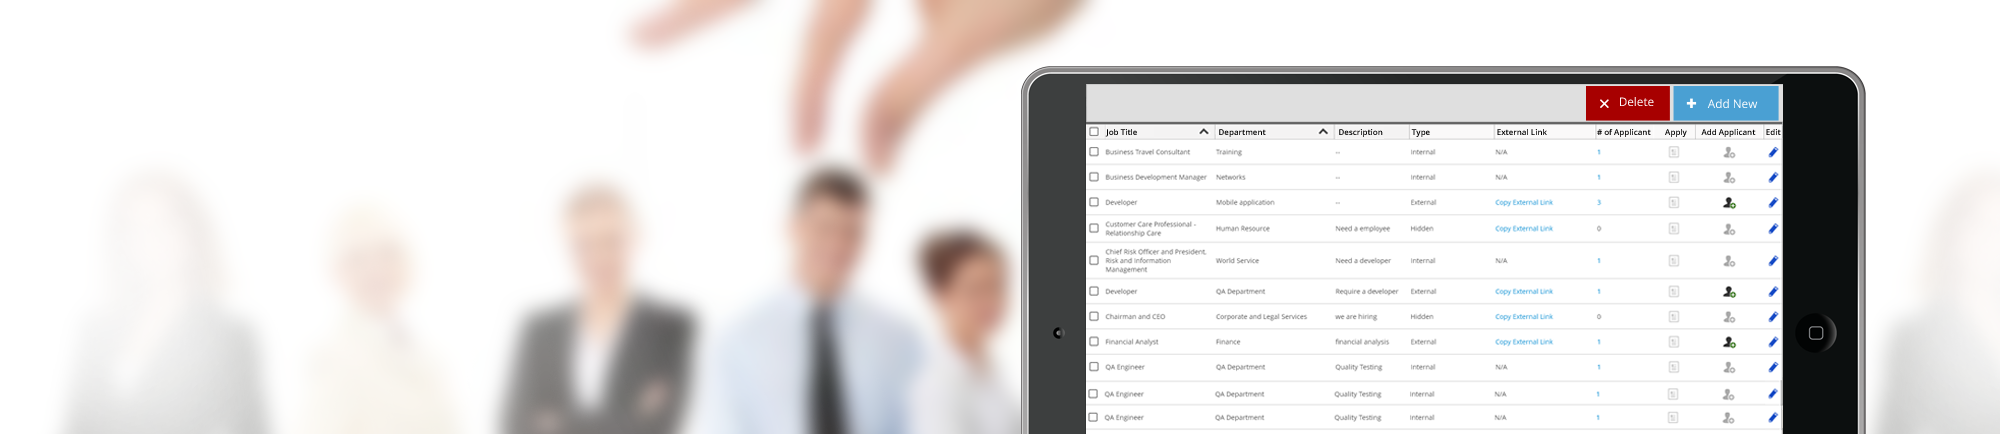 Delete Add New
Job Title Department Description Type External Link # of Applicant Apply Add Applicant Edit
Business Travel Consultant Training -- Internal N/A 1
Business Development Manager Networks -- Internal N/A 1
Developer Mobile application -- External Copy External Link 3
Customer Care Professional -
Relationship Care Human Resource Need a employee Hidden Copy External Link 0
Chief Risk Officer and President,
Risk and Information World Service Need a developer Internal N/A 1
Management
Developer QA Department Require a developer External Copy External Link 1
Chairman and CEO Corporate and Legal Services we are hiring Hidden Copy External Link 0
Financial Analyst Finance financial analysis External Copy External Link 1
QA Engineer QA Department Quality Testing Internal N/A 1
QA Engineer QA Department Quality Testing Internal N/A 1
QA Engineer QA Department Quality Testing Internal N/A 1